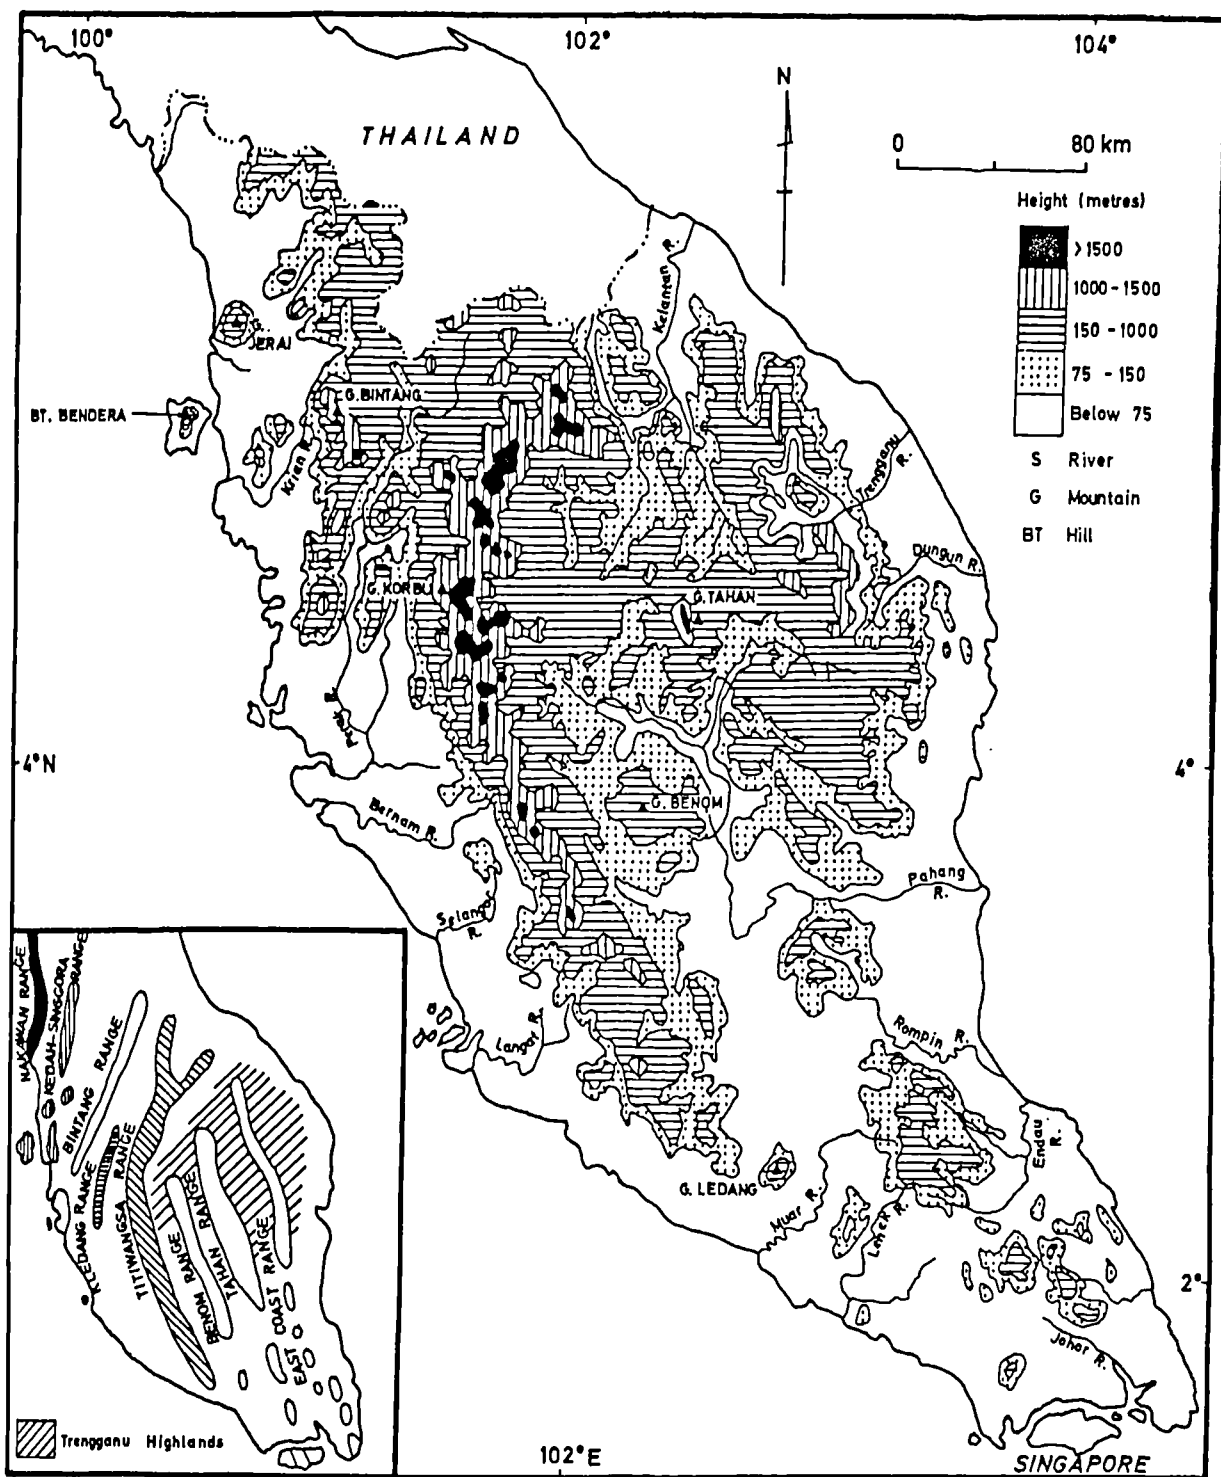 100°
102°
104°
THAILAND
N
0 80 km
Height (metres)
>1500
1000-1500
150-1000
75 -150
Below 75
S River
G Mountain
BT Hill
Kelantan R.
G. JERAI
G. BINTANG
BT. BENDERA
Krian R.
Trengganu R.
Dungun R.
G. KORBU
G. TAHAN
Perak R.
4°N
4°
Bernam R.
G. BENOM
Selangor R.
Pahang R.
Langat R.
Rompin R.
Endau R.
G. LEDANG
Muar R.
2°
Johor R.
102°E
SINGAPORE
NAKAWAN RANGE
KEDAH-SINGGORA RANGE
BINTANG RANGE
KLEDANG RANGE
TITIWANGSA RANGE
BENOM RANGE
TAHAN RANGE
EAST COAST RANGE
Trengganu Highlands